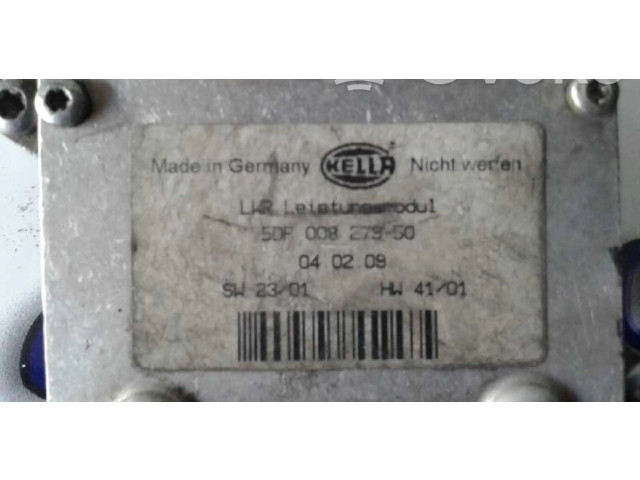 Made in Germany HELLA Nicht werfen
LWR Leistungsmodul
5DF 008 279-50
04.02.09
SW 23/01 HW 41/01